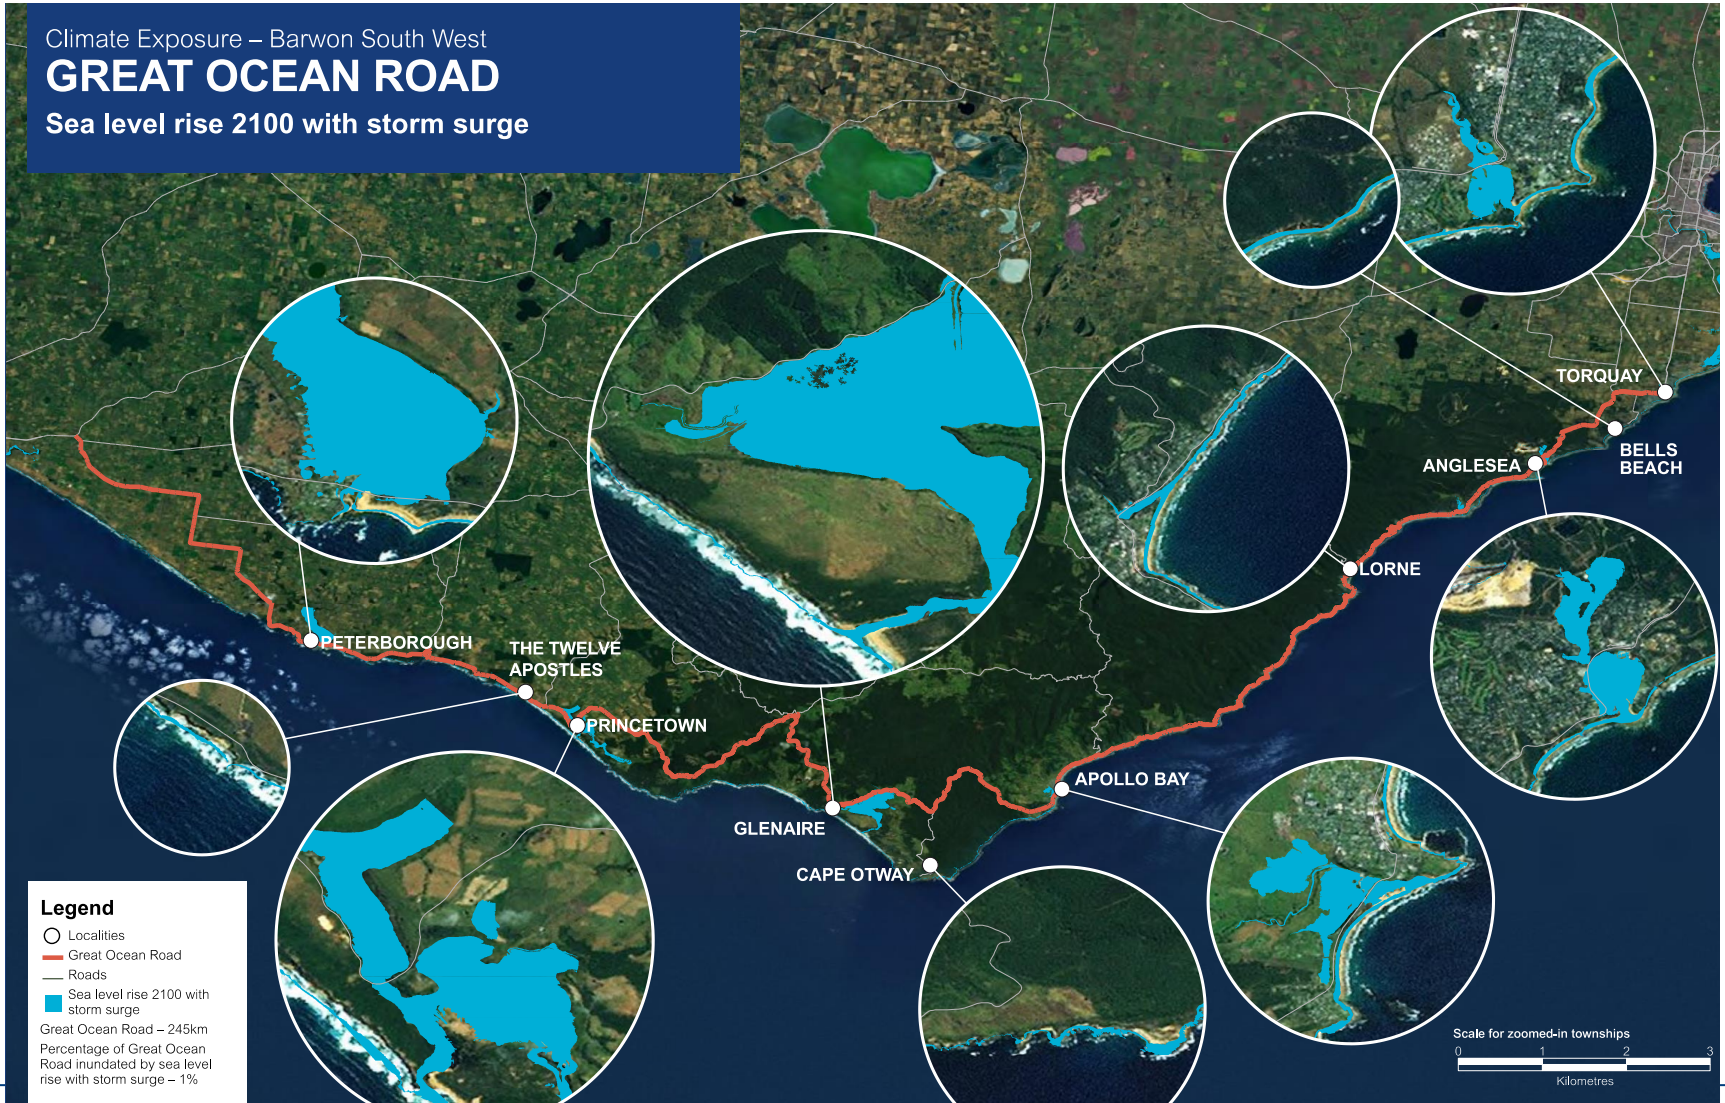 Climate Exposure – Barwon South West
GREAT OCEAN ROAD
Sea level rise 2100 with storm surge
TORQUAY
BELLS
BEACH
ANGLESEA
LORNE
PETERBOROUGH
THE TWELVE
APOSTLES
PRINCETOWN
APOLLO BAY
GLENAIRE
CAPE OTWAY
Legend
Localities
Great Ocean Road
Roads
Sea level rise 2100 with
storm surge
Great Ocean Road – 245km
Percentage of Great Ocean
Road inundated by sea level
rise with storm surge – 1%
Scale for zoomed-in townships
0 1 2 3
Kilometres